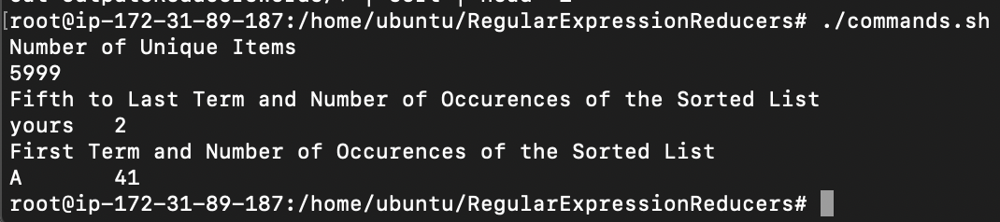 [root@ip-172-31-89-187:/home/ubuntu/RegularExpressionReducers# ./commands.sh
Number of Unique Items
5999
Fifth to Last Term and Number of Occurences of the Sorted List
yours   2
First Term and Number of Occurences of the Sorted List
A       41
root@ip-172-31-89-187:/home/ubuntu/RegularExpressionReducers#